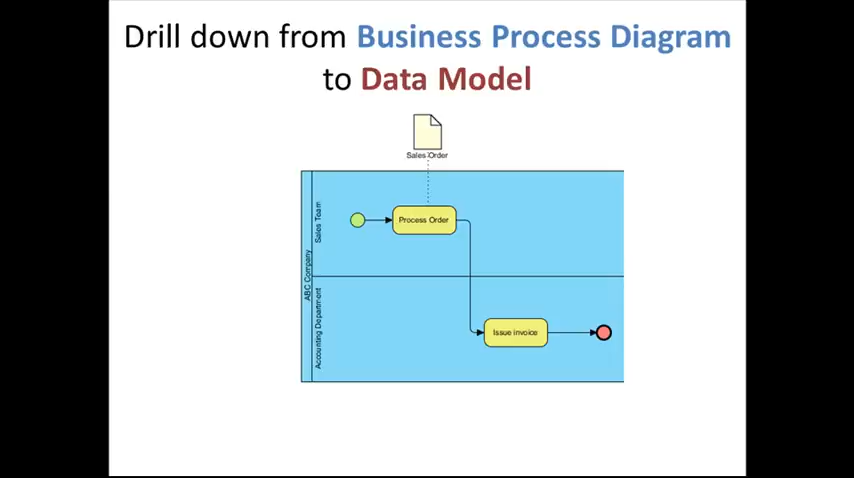 Drill down from Business Process Diagram
to Data Model
Sales Order
ABC Company
Sales Team
Process Order
Accounting Department
Issue invoice